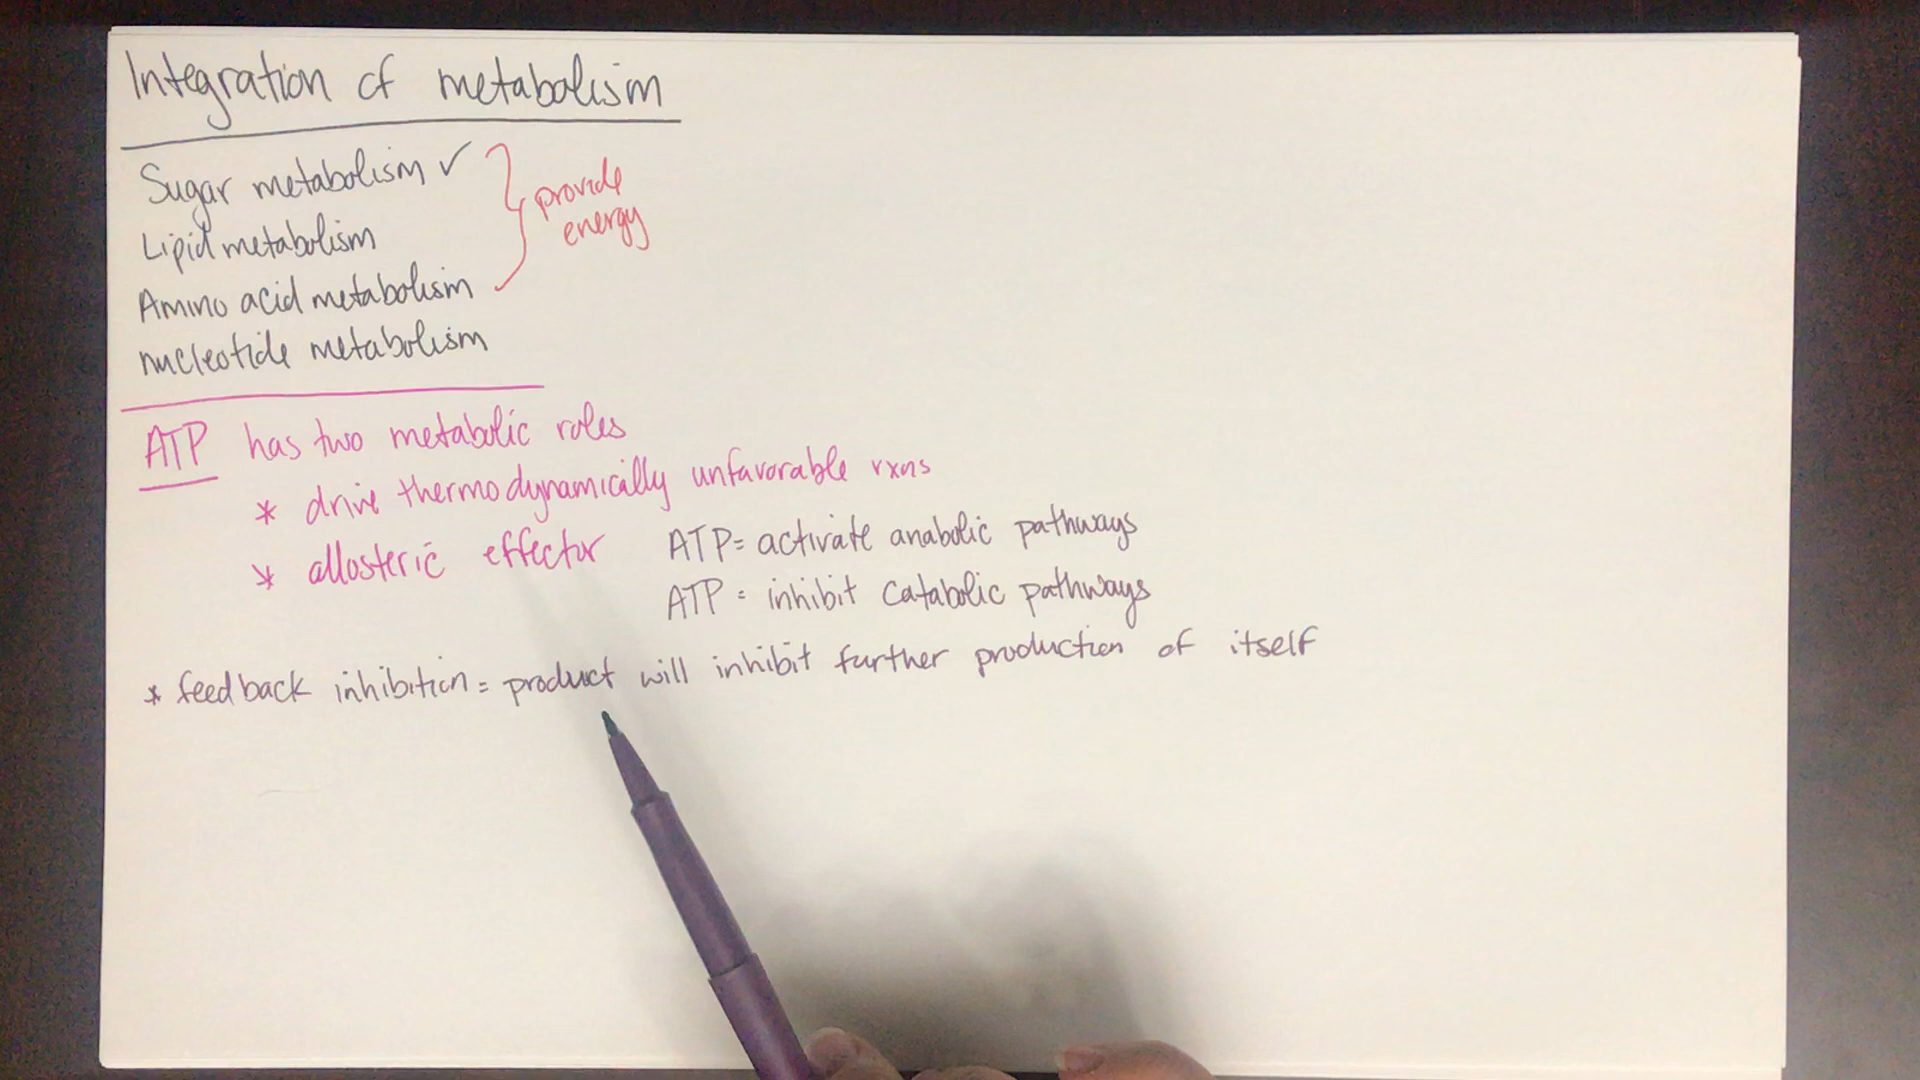 Integration of metabolism
Sugar metabolism ✓
Lipid metabolism
Amino acid metabolism
nucleotide metabolism
provide
energy
ATP has two metabolic roles
* drive thermodynamically unfavorable rxns
* allosteric effector
ATP = activate anabolic pathways
ATP = inhibit catabolic pathways
* feedback inhibition = product will inhibit further production of itself